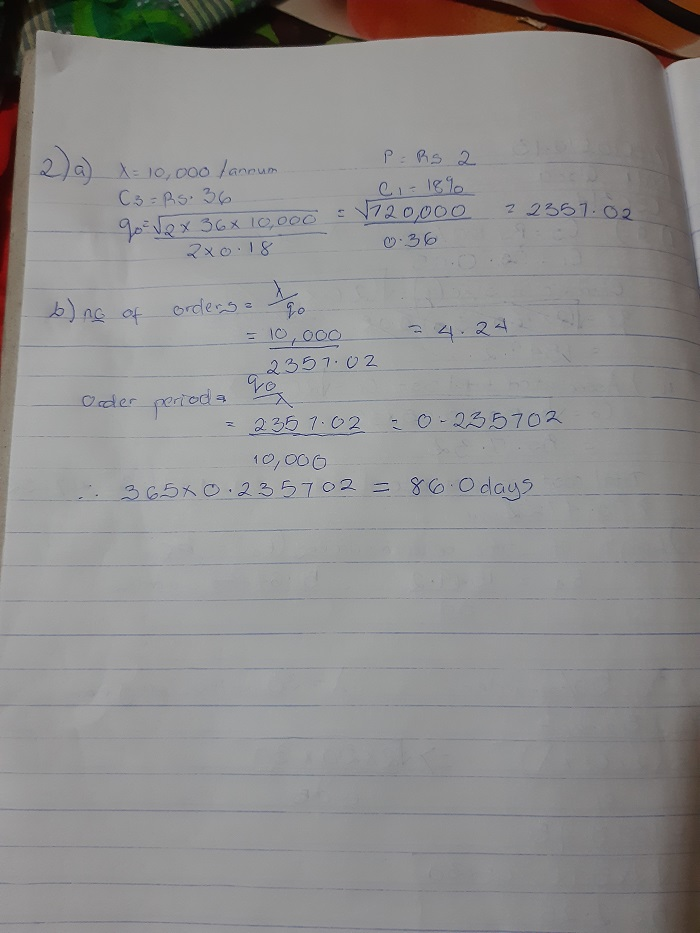 2) a) λ = 10,000 /annum P = Rs 2
C3 = Rs. 36 C1 = 18%
q0 = √2 x 36 x 10,000 / 2 x 0.18 = √720,000 / 0.36 = 2357.02
b) no of orders = λ / q0
= 10,000 / 2357.02 = 4.24
Order period = q0 / λ
= 2357.02 / 10,000 = 0.235702
∴ 365 x 0.235702 = 86.0 days